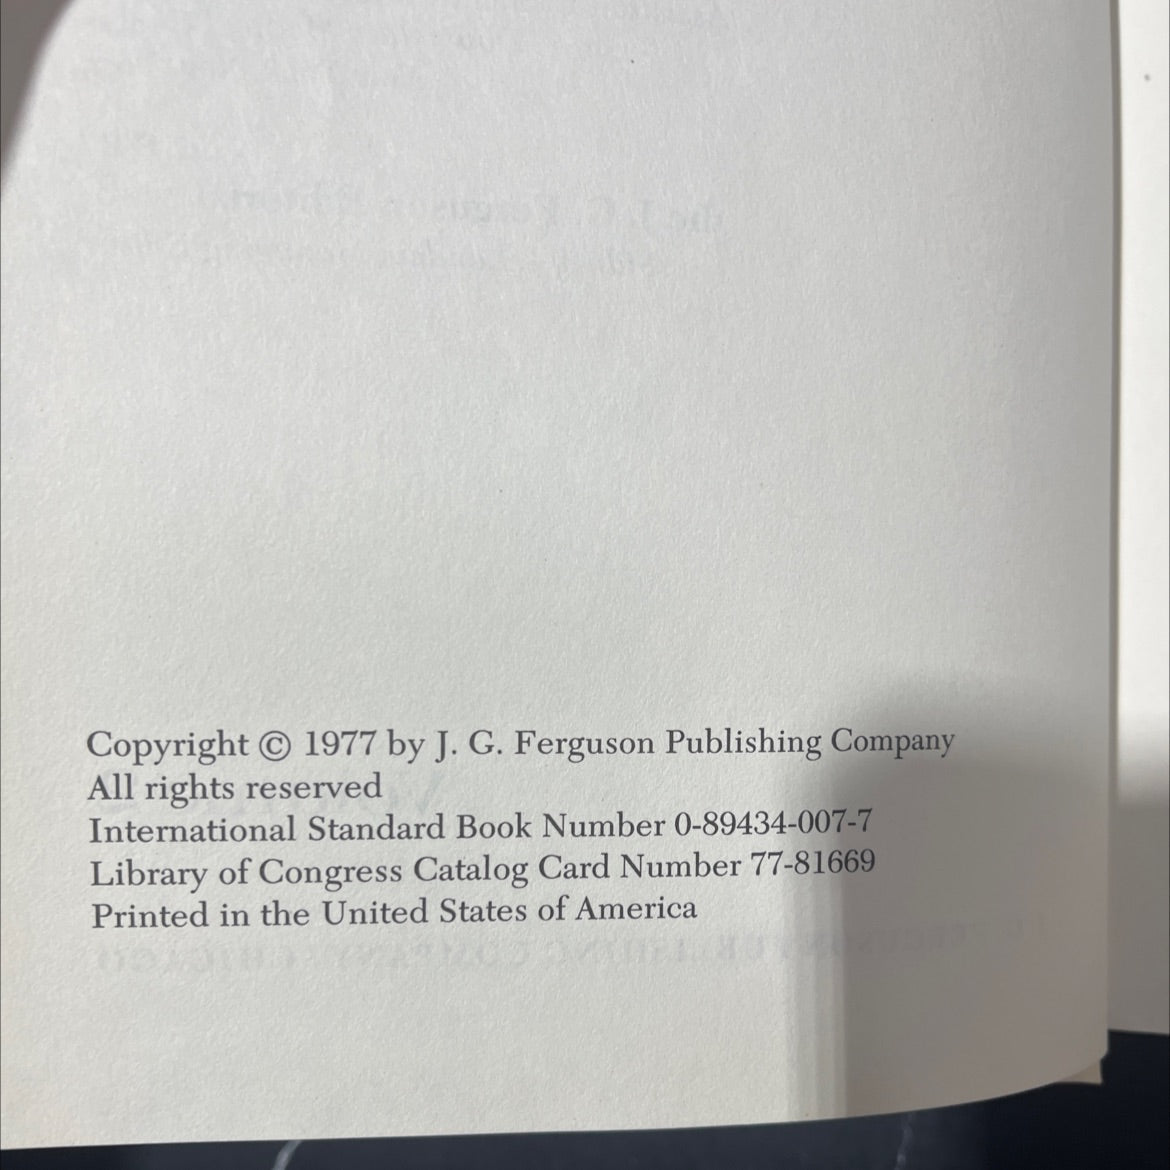 Copyright © 1977 by J. G. Ferguson Publishing Company
All rights reserved
International Standard Book Number 0-89434-007-7
Library of Congress Catalog Card Number 77-81669
Printed in the United States of America